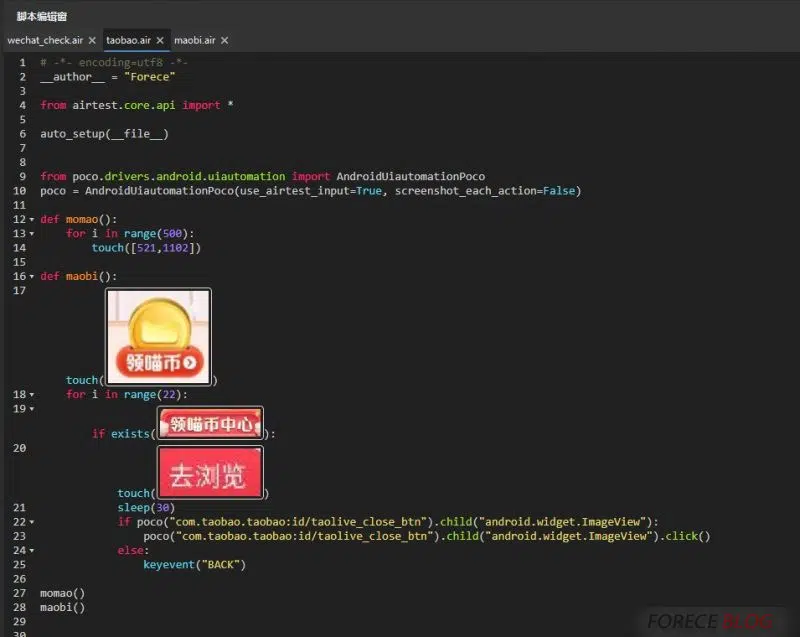 脚本编辑窗
wechat_check.air × taobao.air × maobi.air ×
1 # -*- encoding=utf8 -*-
2 __author__ = "Forece"
3
4 from airtest.core.api import *
5
6 auto_setup(__file__)
7
8
9 from poco.drivers.android.uiautomation import AndroidUiautomationPoco
10 poco = AndroidUiautomationPoco(use_airtest_input=True, screenshot_each_action=False)
11
12 def momao():
13 for i in range(500):
14 touch([521,1102])
15
16 def maobi():
17
领喵币
touch( )
18 for i in range(22):
19
领喵币中心
if exists( ):
20
去浏览
touch( )
21 sleep(30)
22 if poco("com.taobao.taobao:id/taolive_close_btn").child("android.widget.ImageView"):
23 poco("com.taobao.taobao:id/taolive_close_btn").child("android.widget.ImageView").click()
24 else:
25 keyevent("BACK")
26
27 momao()
28 maobi()
29
30
FORECE BLOG